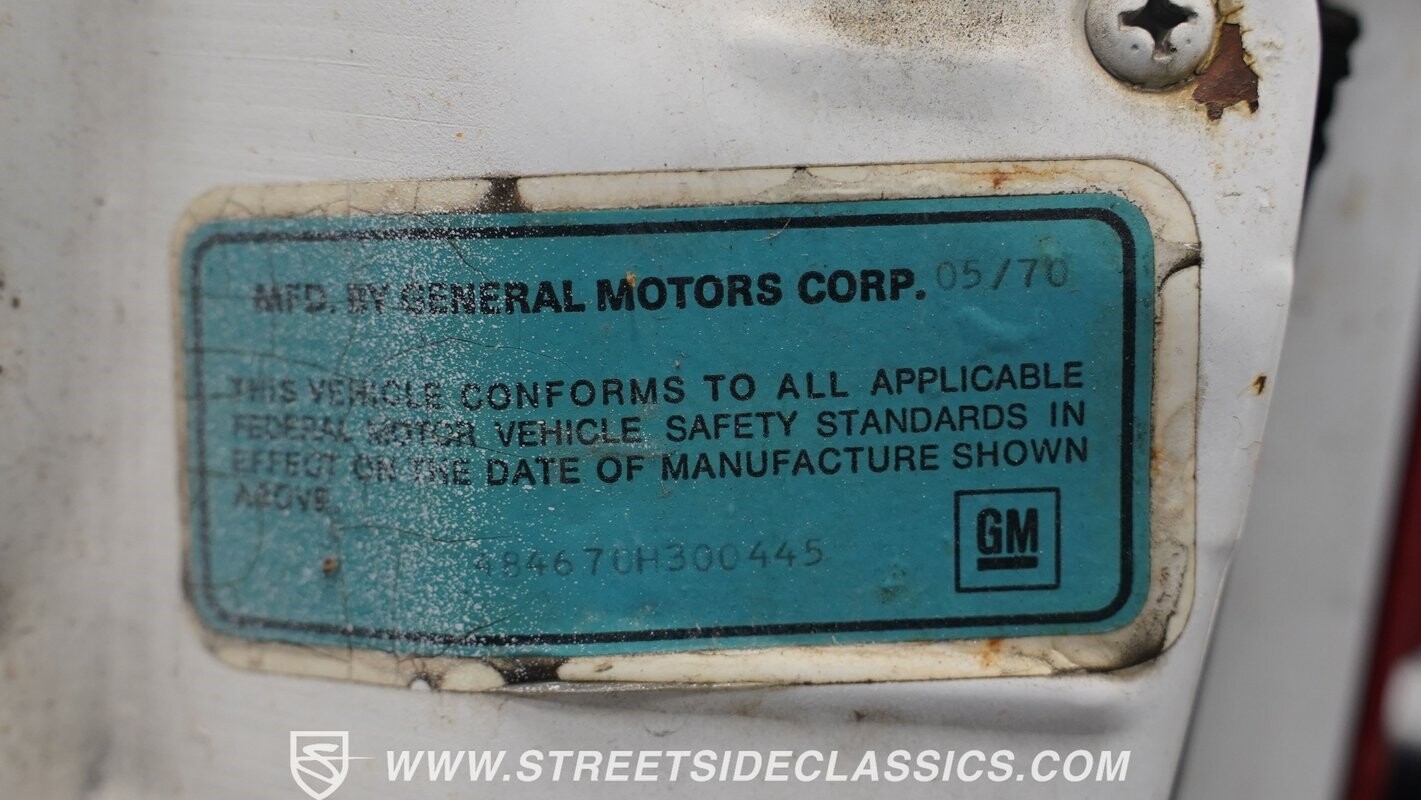 MFD. BY GENERAL MOTORS CORP. 05/70
THIS VEHICLE CONFORMS TO ALL APPLICABLE
FEDERAL MOTOR VEHICLE SAFETY STANDARDS IN
EFFECT ON THE DATE OF MANUFACTURE SHOWN
ABOVE
484670H300445
GM
WWW.STREETSIDECLASSICS.COM